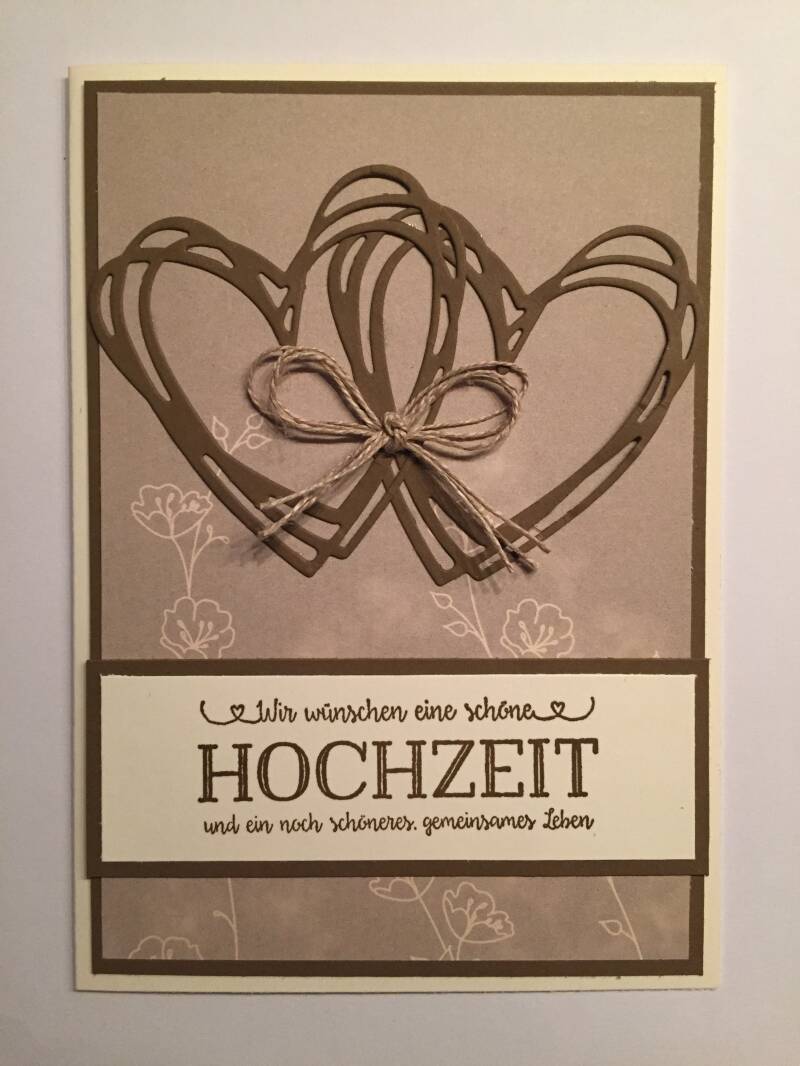 Wir wünschen eine schöne
HOCHZEIT
und ein noch schöneres, gemeinsames Leben